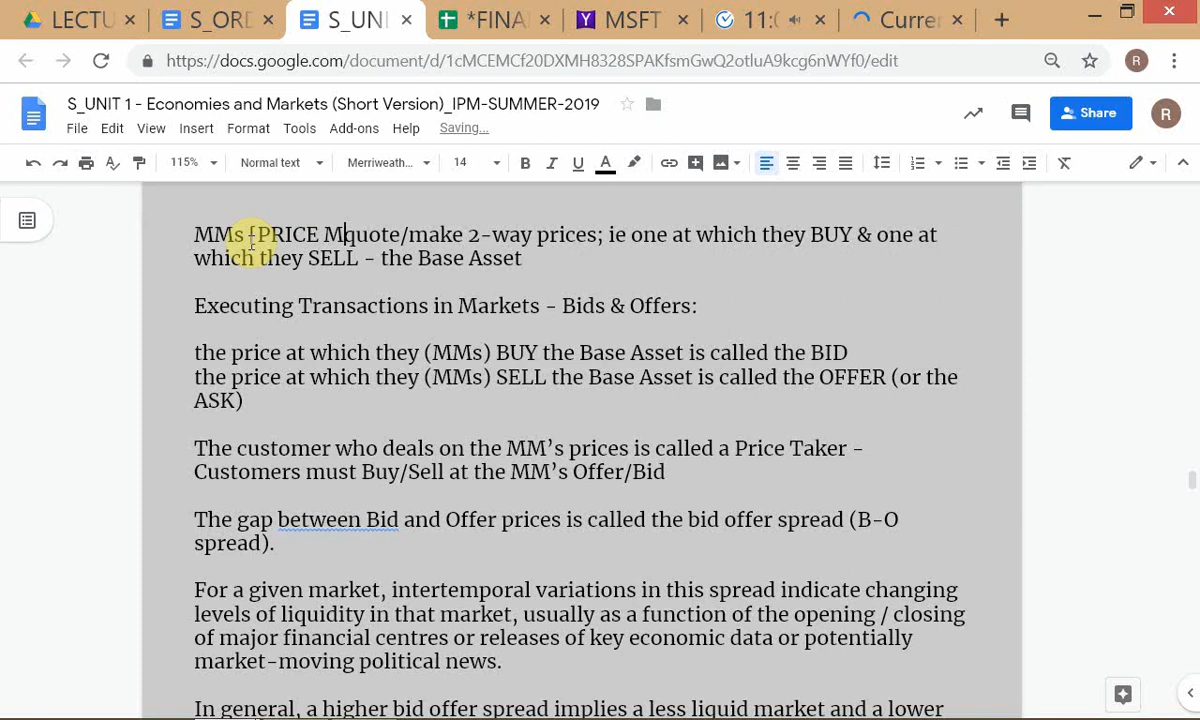 LECTU
S_ORD
S_UNI
*FINA
MSFT
11:0
Curre
https://docs.google.com/document/d/1cMCEMCf20DXMH8328SPAKfsmGwQ2otluA9kcg6nWYf0/edit
R
S_UNIT 1 - Economies and Markets (Short Version)_IPM-SUMMER-2019
File Edit View Insert Format Tools Add-ons Help Saving...
Share
R
115% Normal text Merriweath... 14 B I U A
MMs [PRICE Mquote/make 2-way prices; ie one at which they BUY & one at
which they SELL - the Base Asset
Executing Transactions in Markets - Bids & Offers:
the price at which they (MMs) BUY the Base Asset is called the BID
the price at which they (MMs) SELL the Base Asset is called the OFFER (or the
ASK)
The customer who deals on the MM’s prices is called a Price Taker -
Customers must Buy/Sell at the MM’s Offer/Bid
The gap between Bid and Offer prices is called the bid offer spread (B-O
spread).
For a given market, intertemporal variations in this spread indicate changing
levels of liquidity in that market, usually as a function of the opening / closing
of major financial centres or releases of key economic data or potentially
market-moving political news.
In general, a higher bid offer spread implies a less liquid market and a lower